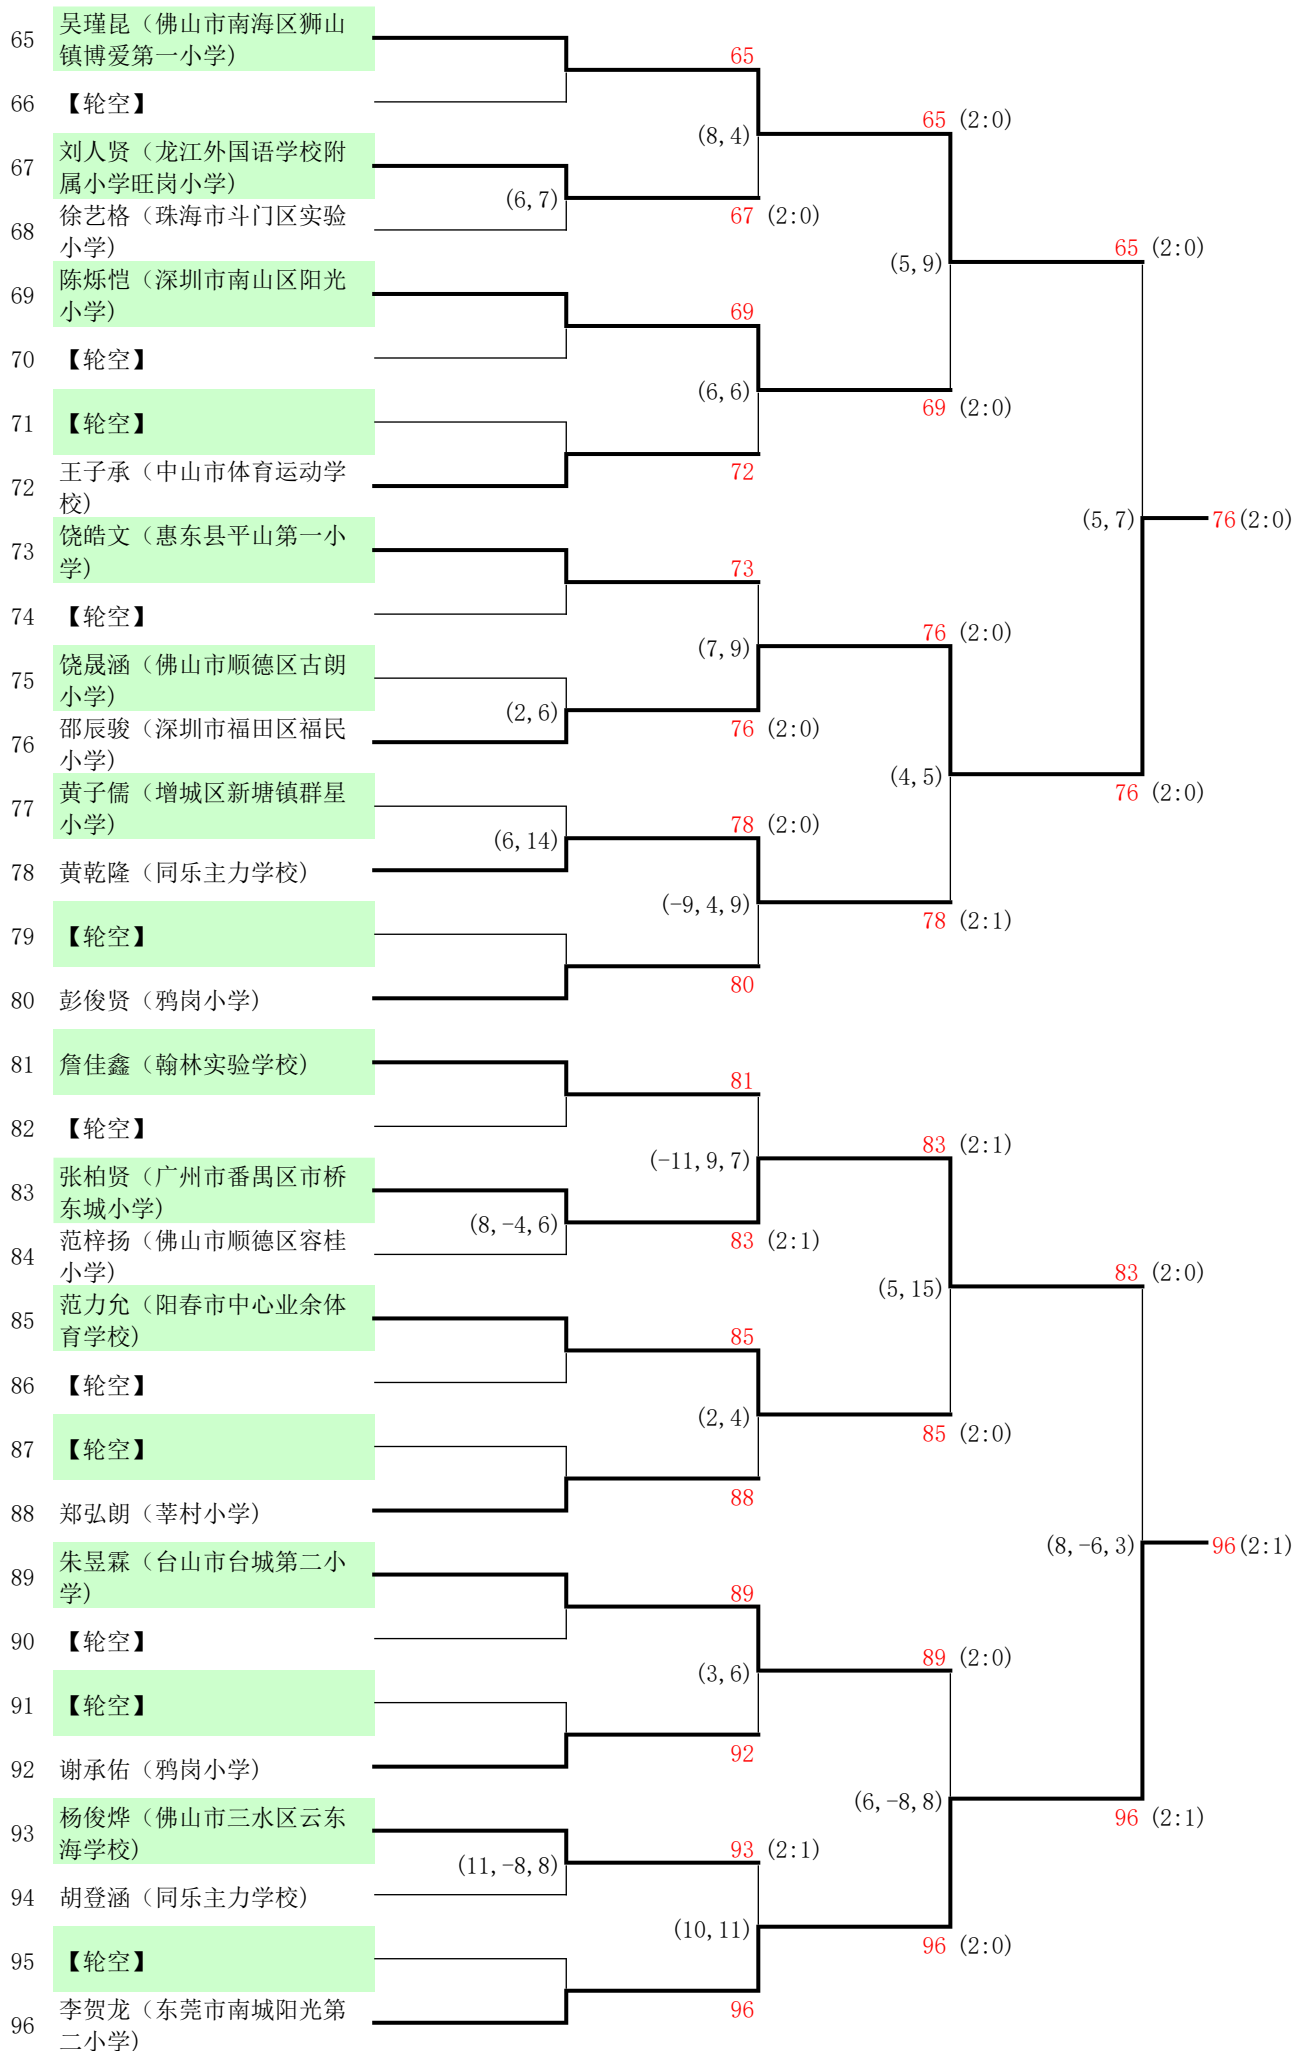 65 吴瑾昆（佛山市南海区狮山
镇博爱第一小学）
65
66 【轮空】
65 (2:0)
(8,4)
67 刘人贤（龙江外国语学校附
属小学旺岗小学）
(6,7)
67 (2:0)
68 徐艺格（珠海市斗门区实验
小学）
65 (2:0)
(5,9)
69 陈烁恺（深圳市南山区阳光
小学）
69
70 【轮空】
(6,6)
69 (2:0)
71 【轮空】
72
72 王子承（中山市体育运动学
校）
(5,7)
76(2:0)
73 饶皓文（惠东县平山第一小
学）
73
74 【轮空】
76 (2:0)
(7,9)
75 饶晟涵（佛山市顺德区古朗
小学）
(2,6)
76 (2:0)
76 邵辰骏（深圳市福田区福民
小学）
(4,5)
76 (2:0)
77 黄子儒（增城区新塘镇群星
小学）
78 (2:0)
(6,14)
78 黄乾隆（同乐主力学校）
(-9,4,9)
78 (2:1)
79 【轮空】
80
80 彭俊贤（鸦岗小学）
81 詹佳鑫（翰林实验学校）
81
82 【轮空】
83 (2:1)
(-11,9,7)
83 张柏贤（广州市番禺区市桥
东城小学）
(8,-4,6)
83 (2:1)
84 范梓扬（佛山市顺德区容桂
小学）
83 (2:0)
(5,15)
85 范力允（阳春市中心业余体
育学校）
85
86 【轮空】
(2,4)
85 (2:0)
87 【轮空】
88
88 郑弘朗（莘村小学）
(8,-6,3)
96(2:1)
89 朱昱霖（台山市台城第二小
学）
89
90 【轮空】
89 (2:0)
(3,6)
91 【轮空】
92
92 谢承佑（鸦岗小学）
(6,-8,8)
96 (2:1)
93 杨俊烨（佛山市三水区云东
海学校）
93 (2:1)
(11,-8,8)
94 胡登涵（同乐主力学校）
(10,11)
96 (2:0)
95 【轮空】
96
96 李贺龙（东莞市南城阳光第
二小学）